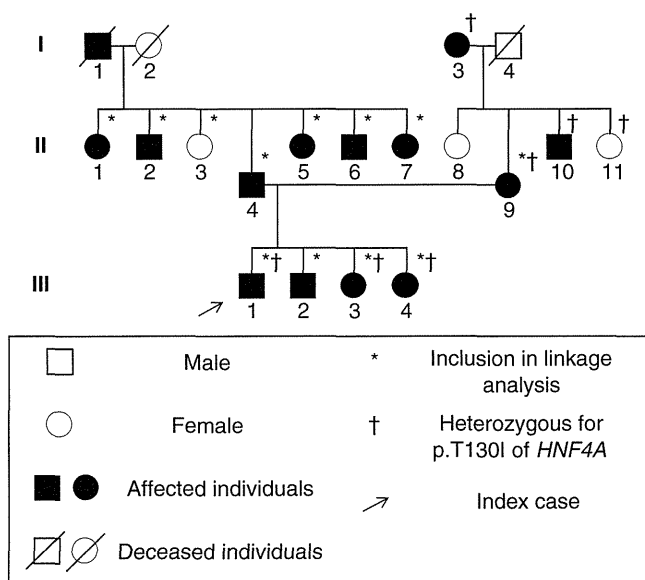 I
†
1 2 3 4
II
* * * * * * *† † †
1 2 3 4 5 6 7 8 9 10 11
III
*† * *† *†
1 2 3 4
Male
* Inclusion in linkage
analysis
Female
† Heterozygous for
p.T130I of HNF4A
Affected individuals
Index case
Deceased individuals